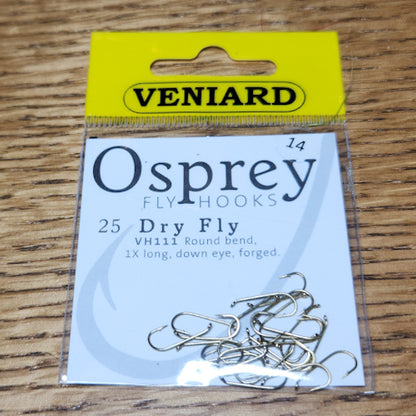 VENIARD
14
Osprey
FLY HOOKS
25 Dry Fly
VH111 Round bend,
1X long, down eye, forged.